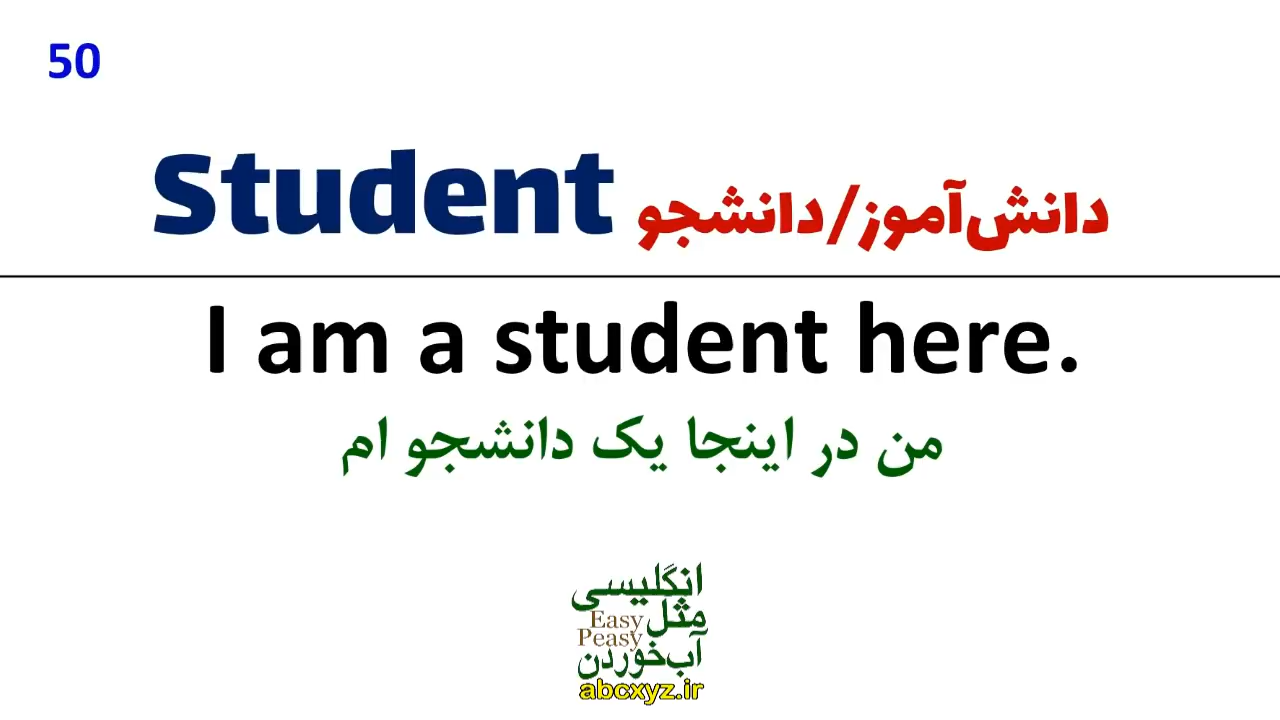 50
Student دانش‌آموز/دانشجو
I am a student here.
من در اینجا یک دانشجو ام
انگلیسی
مثل
Easy
Peasy
آب‌خوردن
abcxyz.ir